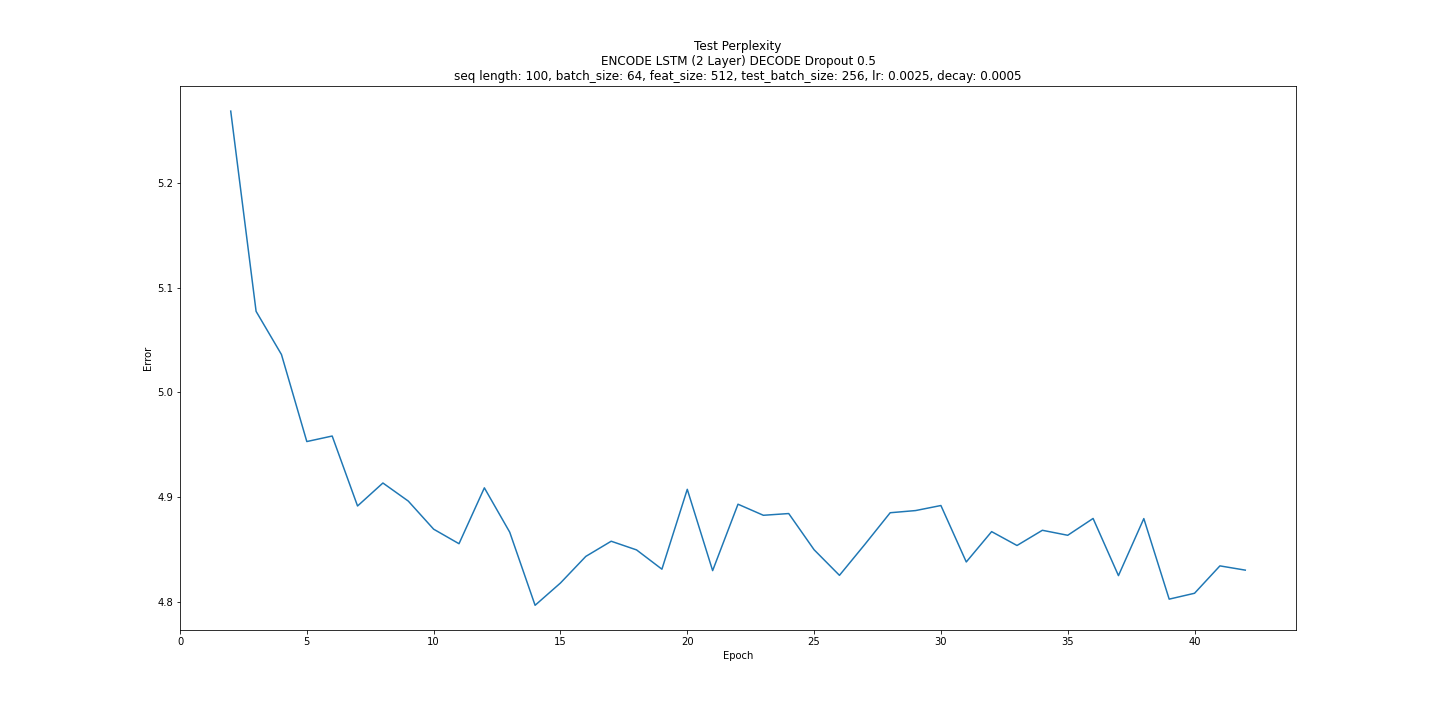 Test Perplexity
ENCODE LSTM (2 Layer) DECODE Dropout 0.5
seq length: 100, batch_size: 64, feat_size: 512, test_batch_size: 256, lr: 0.0025, decay: 0.0005
5.2
5.1
5.0
4.9
4.8
Error
0 5 10 15 20 25 30 35 40
Epoch